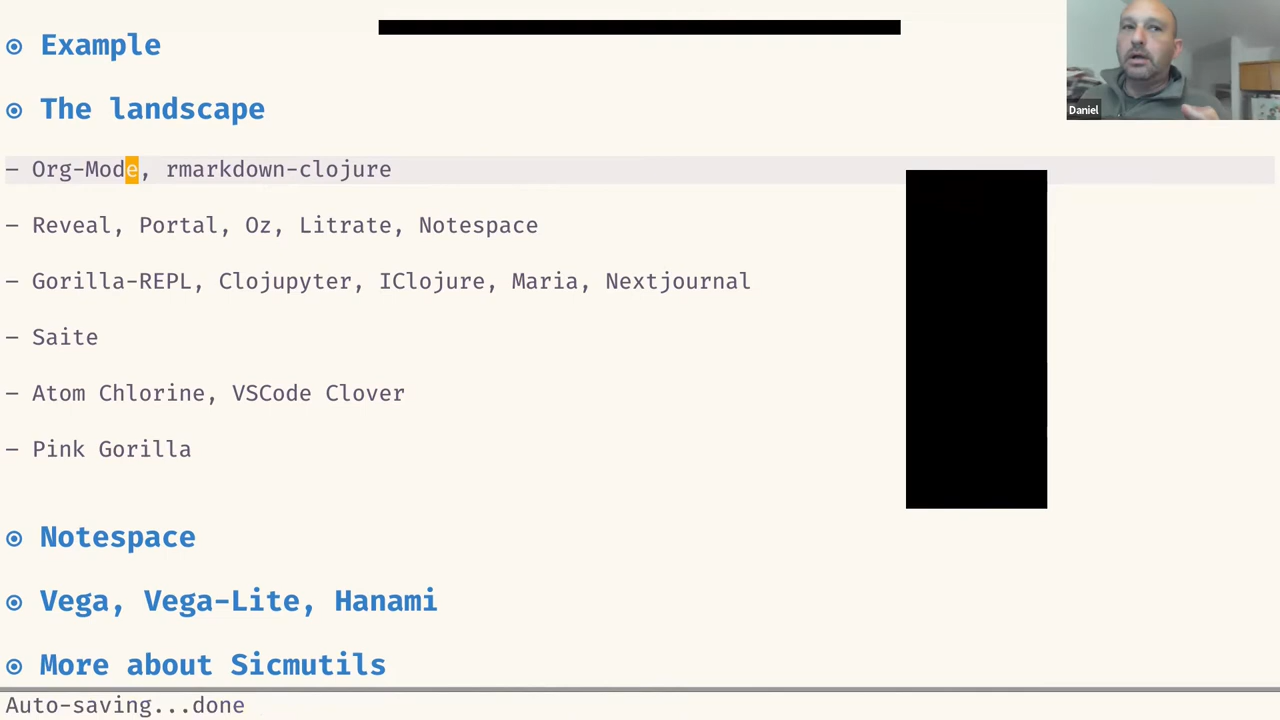 Example
The landscape
– Org-Mode, rmarkdown-clojure
– Reveal, Portal, Oz, Litrate, Notespace
– Gorilla-REPL, Clojupyter, IClojure, Maria, Nextjournal
– Saite
– Atom Chlorine, VSCode Clover
– Pink Gorilla
Notespace
Vega, Vega-Lite, Hanami
More about Sicmutils
Auto-saving...done
Daniel